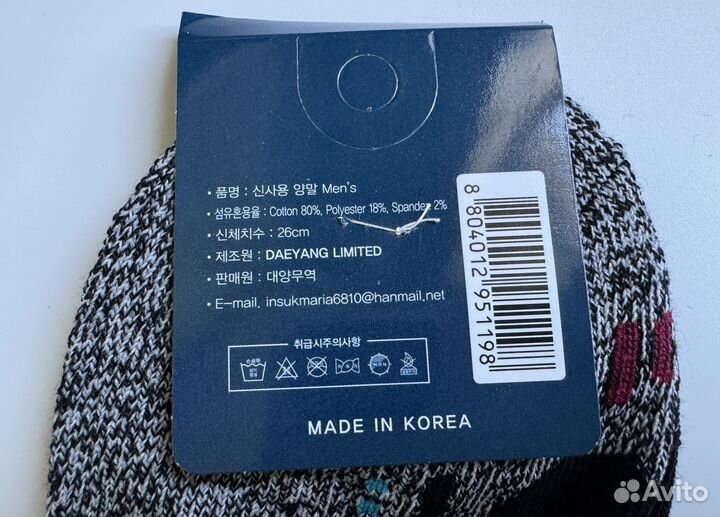 • 품명 : 신사용 양말 Men's
• 섬유혼용율 : Cotton 80%, Polyester 18%, Spandex 2%
• 신체치수 : 26cm
• 제조원 : DAEYANG LIMITED
• 판매원 : 대양무역
• E-mail. insukmaria6810@hanmail.net
취급시주의사항
MADE IN KOREA
8 804012 951198
Avito